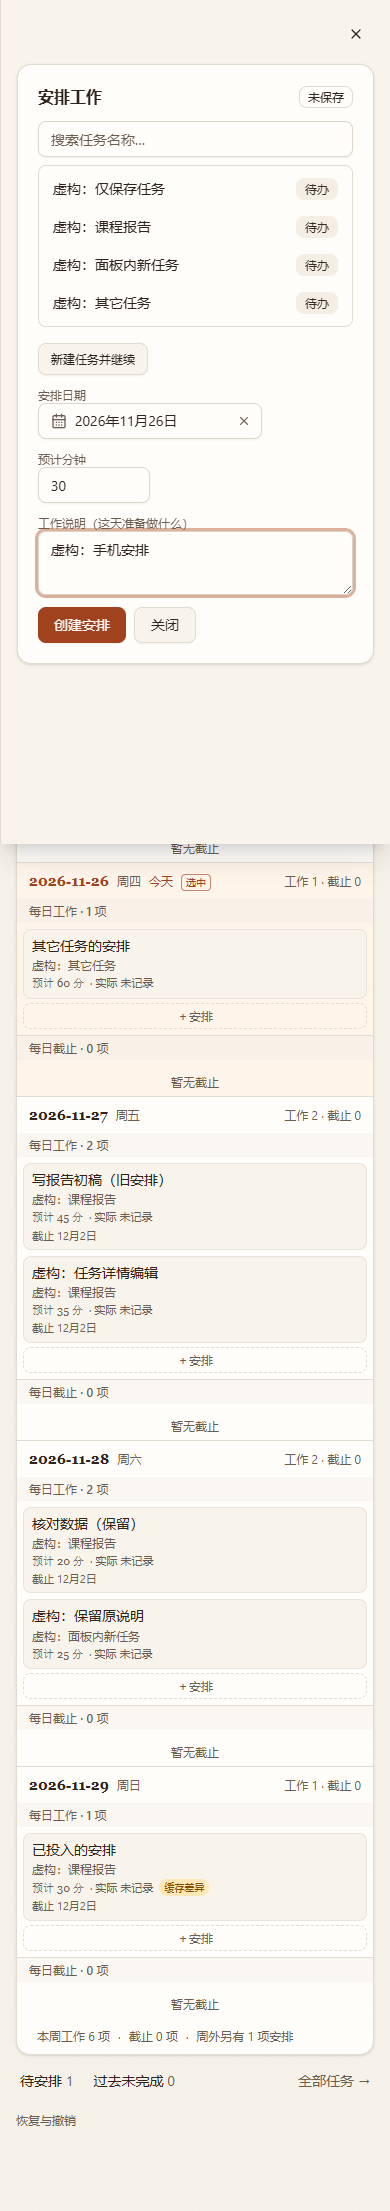 ×
安排工作 未保存
搜索任务名称...
虚构：仅保存任务 待办
虚构：课程报告 待办
虚构：面板内新任务 待办
虚构：其它任务 待办
新建任务并继续
安排日期
2026年11月26日 ×
预计分钟
30
工作说明（这天准备做什么）
虚构：手机安排
创建安排 关闭
暂无截止
2026-11-26 周四 今天 选中 工作 1 · 截止 0
每日工作 · 1 项
其它任务的安排
虚构：其它任务
预计 60 分 · 实际 未记录
+ 安排
每日截止 · 0 项
暂无截止
2026-11-27 周五 工作 2 · 截止 0
每日工作 · 2 项
写报告初稿（旧安排）
虚构：课程报告
预计 45 分 · 实际 未记录
截止 12月2日
虚构：任务详情编辑
虚构：课程报告
预计 35 分 · 实际 未记录
截止 12月2日
+ 安排
每日截止 · 0 项
暂无截止
2026-11-28 周六 工作 2 · 截止 0
每日工作 · 2 项
核对数据（保留）
虚构：课程报告
预计 20 分 · 实际 未记录
截止 12月2日
虚构：保留原说明
虚构：面板内新任务
预计 25 分 · 实际 未记录
+ 安排
每日截止 · 0 项
暂无截止
2026-11-29 周日 工作 1 · 截止 0
每日工作 · 1 项
已投入的安排
虚构：课程报告
预计 30 分 · 实际 未记录 缓存差异
截止 12月2日
+ 安排
每日截止 · 0 项
暂无截止
本周工作 6 项 · 截止 0 项 · 周外另有 1 项安排
待安排 1 过去未完成 0 全部任务 →
恢复与撤销